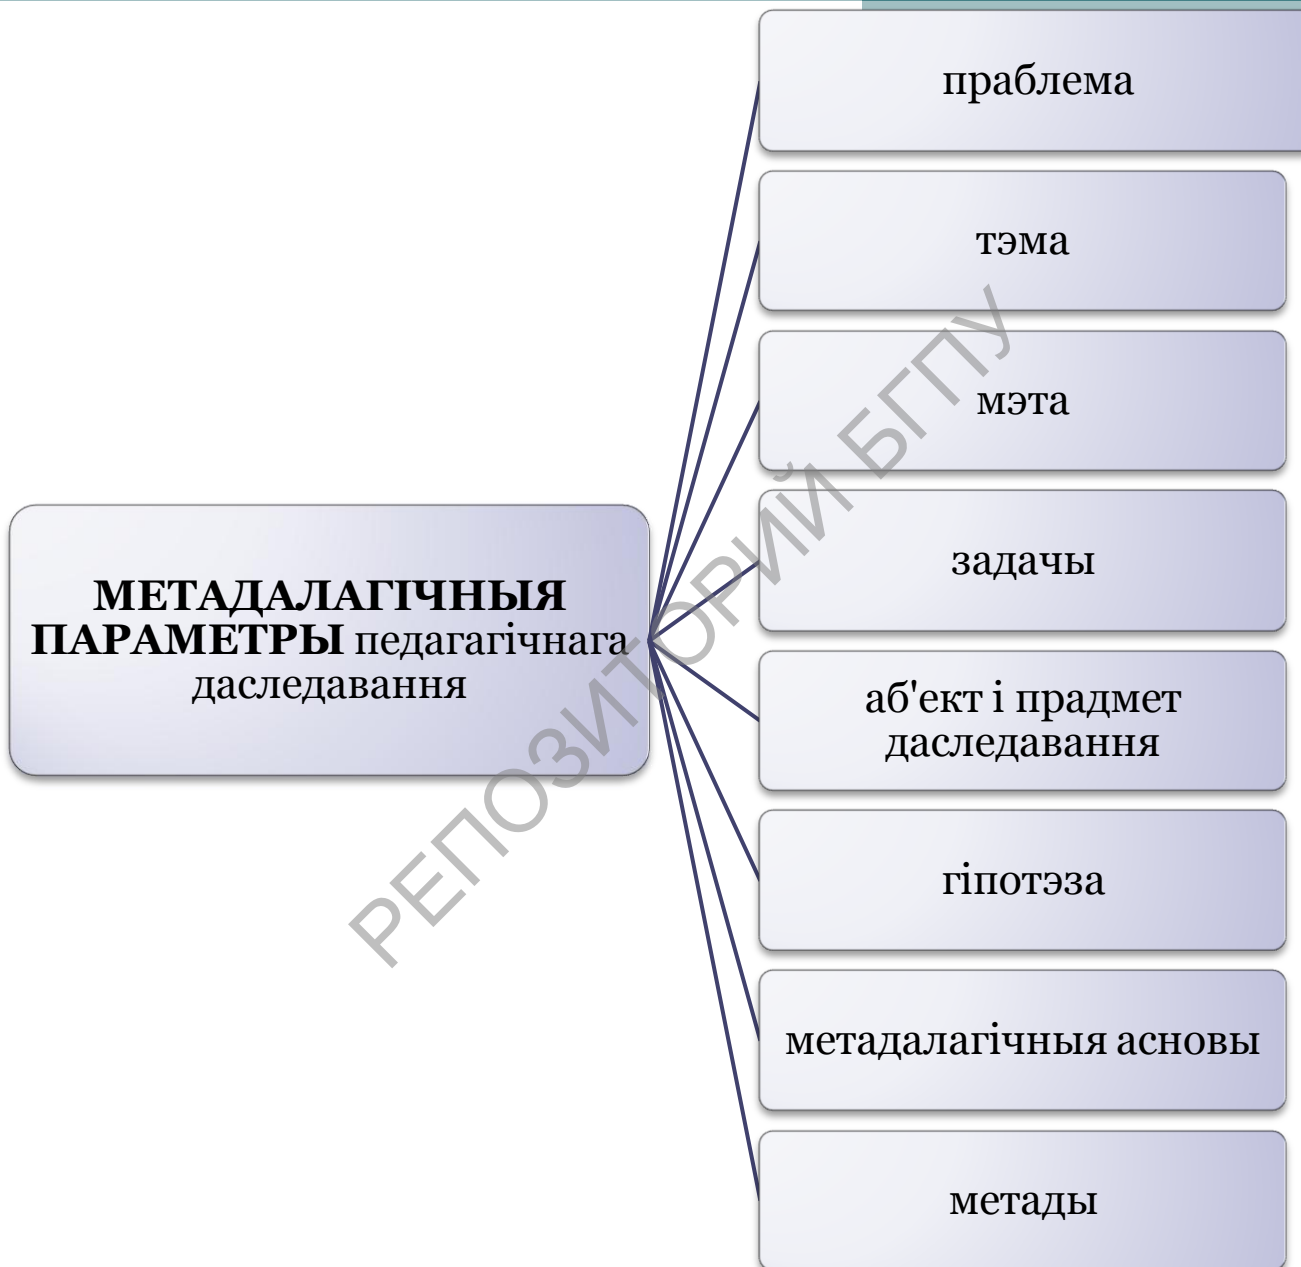 праблема
тэма
мэта
задачы
МЕТАДАЛАГІЧНЫЯ
ПАРАМЕТРЫ педагагічнага
даследавання
аб'ект і прадмет
даследавання
гіпотэза
метадалагічныя асновы
метады
РЕПОЗИТОРИЙ БГПУ